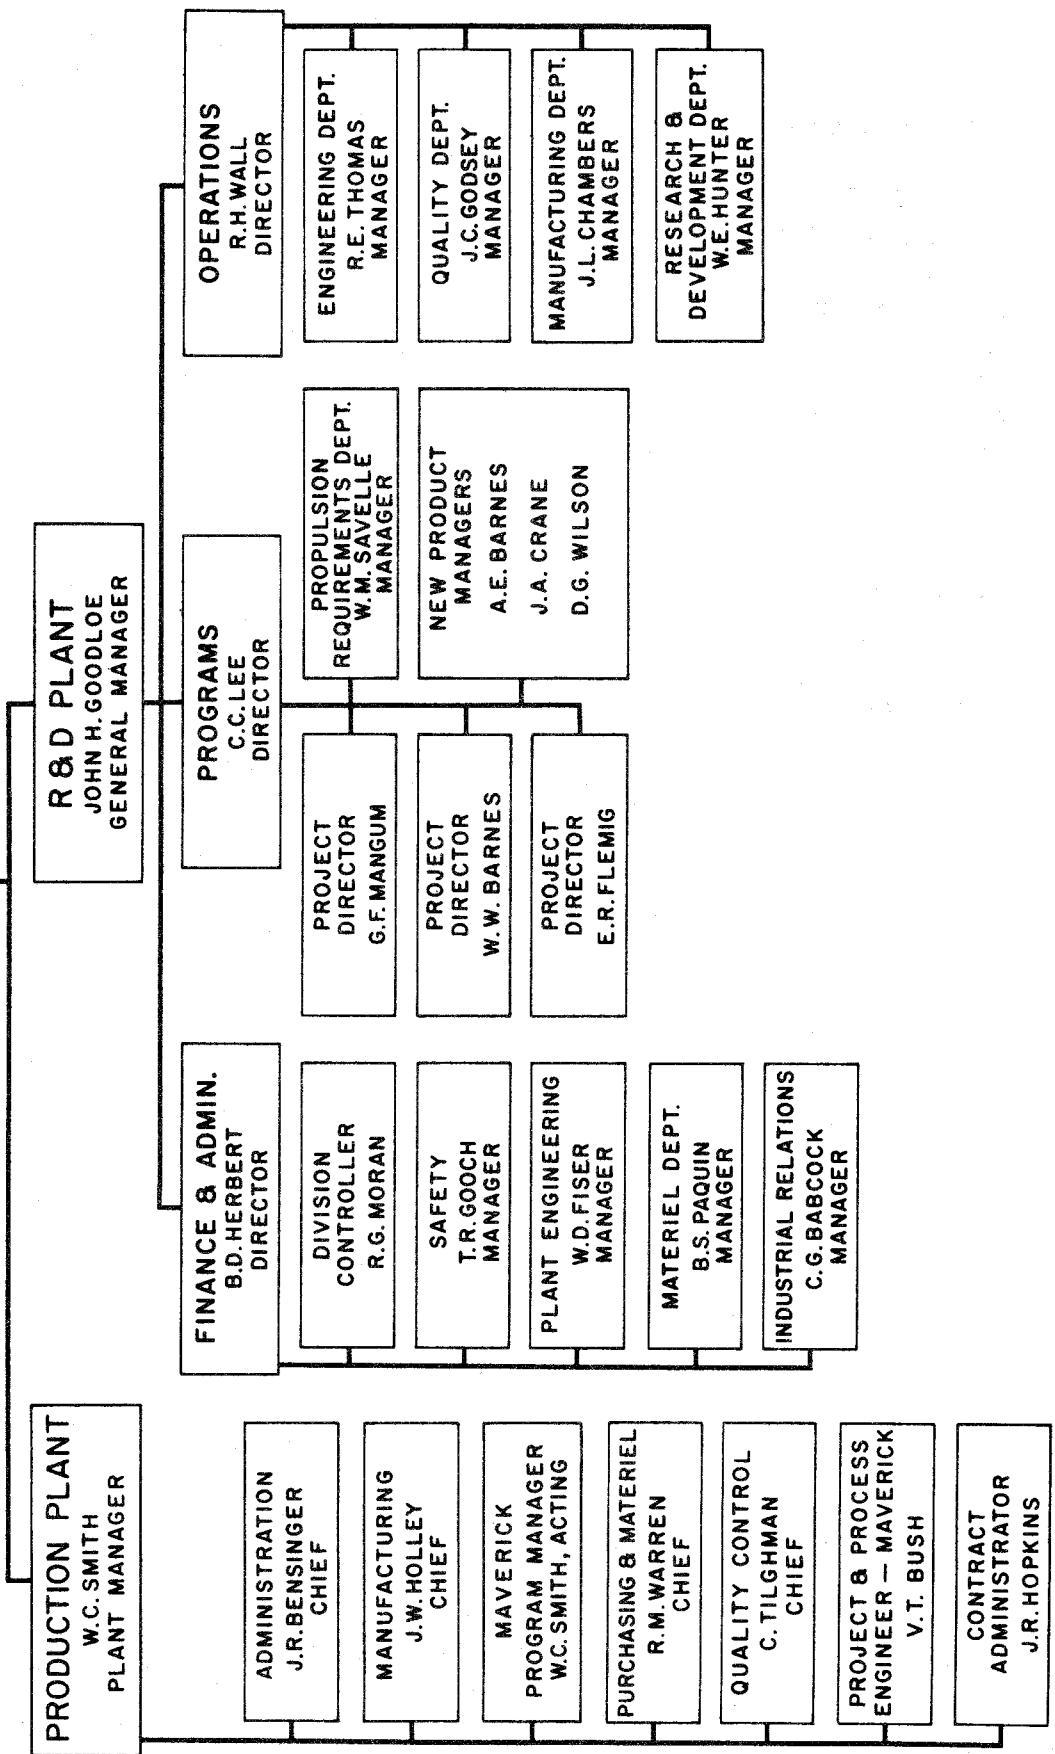 PRODUCTION PLANT
W.C. SMITH
PLANT MANAGER
ADMINISTRATION
J.R. BENSINGER
CHIEF
MANUFACTURING
J.W. HOLLEY
CHIEF
MAVERICK
PROGRAM MANAGER
W.C. SMITH, ACTING
PURCHASING & MATERIEL
R.M. WARREN
CHIEF
QUALITY CONTROL
C. TILGHMAN
CHIEF
PROJECT & PROCESS
ENGINEER — MAVERICK
V.T. BUSH
CONTRACT
ADMINISTRATOR
J.R. HOPKINS
R & D PLANT
JOHN H. GOODLOE
GENERAL MANAGER
FINANCE & ADMIN.
B.D. HERBERT
DIRECTOR
DIVISION
CONTROLLER
R.G. MORAN
SAFETY
T.R. GOOCH
MANAGER
PLANT ENGINEERING
W.D. FISER
MANAGER
MATERIEL DEPT.
B.S. PAQUIN
MANAGER
INDUSTRIAL RELATIONS
C.G. BABCOCK
MANAGER
PROGRAMS
C.C. LEE
DIRECTOR
PROJECT
DIRECTOR
G.F. MANGUM
PROJECT
DIRECTOR
W.W. BARNES
PROJECT
DIRECTOR
E.R. FLEMIG
PROPULSION
REQUIREMENTS DEPT.
W.M. SAVELLE
MANAGER
NEW PRODUCT
MANAGERS
A.E. BARNES
J.A. CRANE
D.G. WILSON
OPERATIONS
R.H. WALL
DIRECTOR
ENGINEERING DEPT.
R.E. THOMAS
MANAGER
QUALITY DEPT.
J.C. GODSEY
MANAGER
MANUFACTURING DEPT.
J.L. CHAMBERS
MANAGER
RESEARCH &
DEVELOPMENT DEPT.
W.E. HUNTER
MANAGER